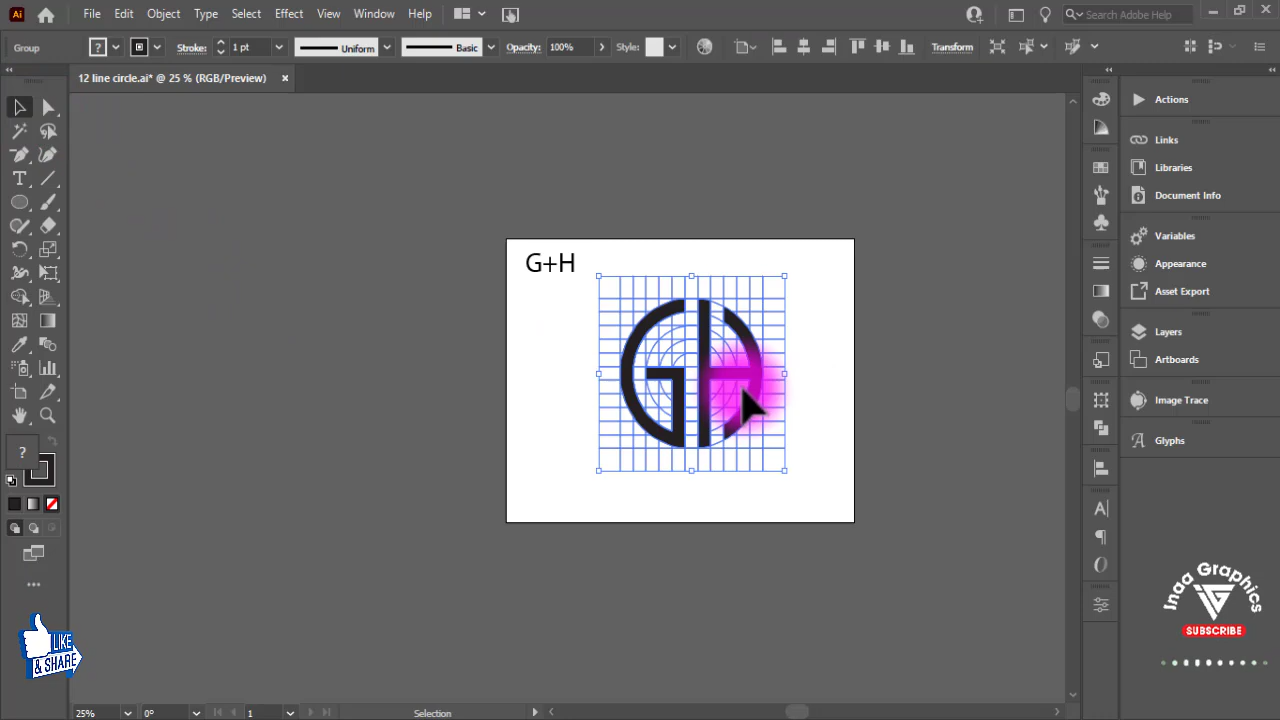 Ai File Edit Object Type Select Effect View Window Help Search Adobe Help
Group ? Stroke: 1 pt Uniform Basic Opacity: 100% Style: Transform
12 line circle.ai* @ 25 % (RGB/Preview)
Actions
Links
Libraries
Document Info
Variables
Appearance
Asset Export
Layers
Artboards
Image Trace
Glyphs
G+H
GH
?
LIKE
& SHARE
Inaa Graphics
SUBSCRIBE
25% 0° 1 Selection